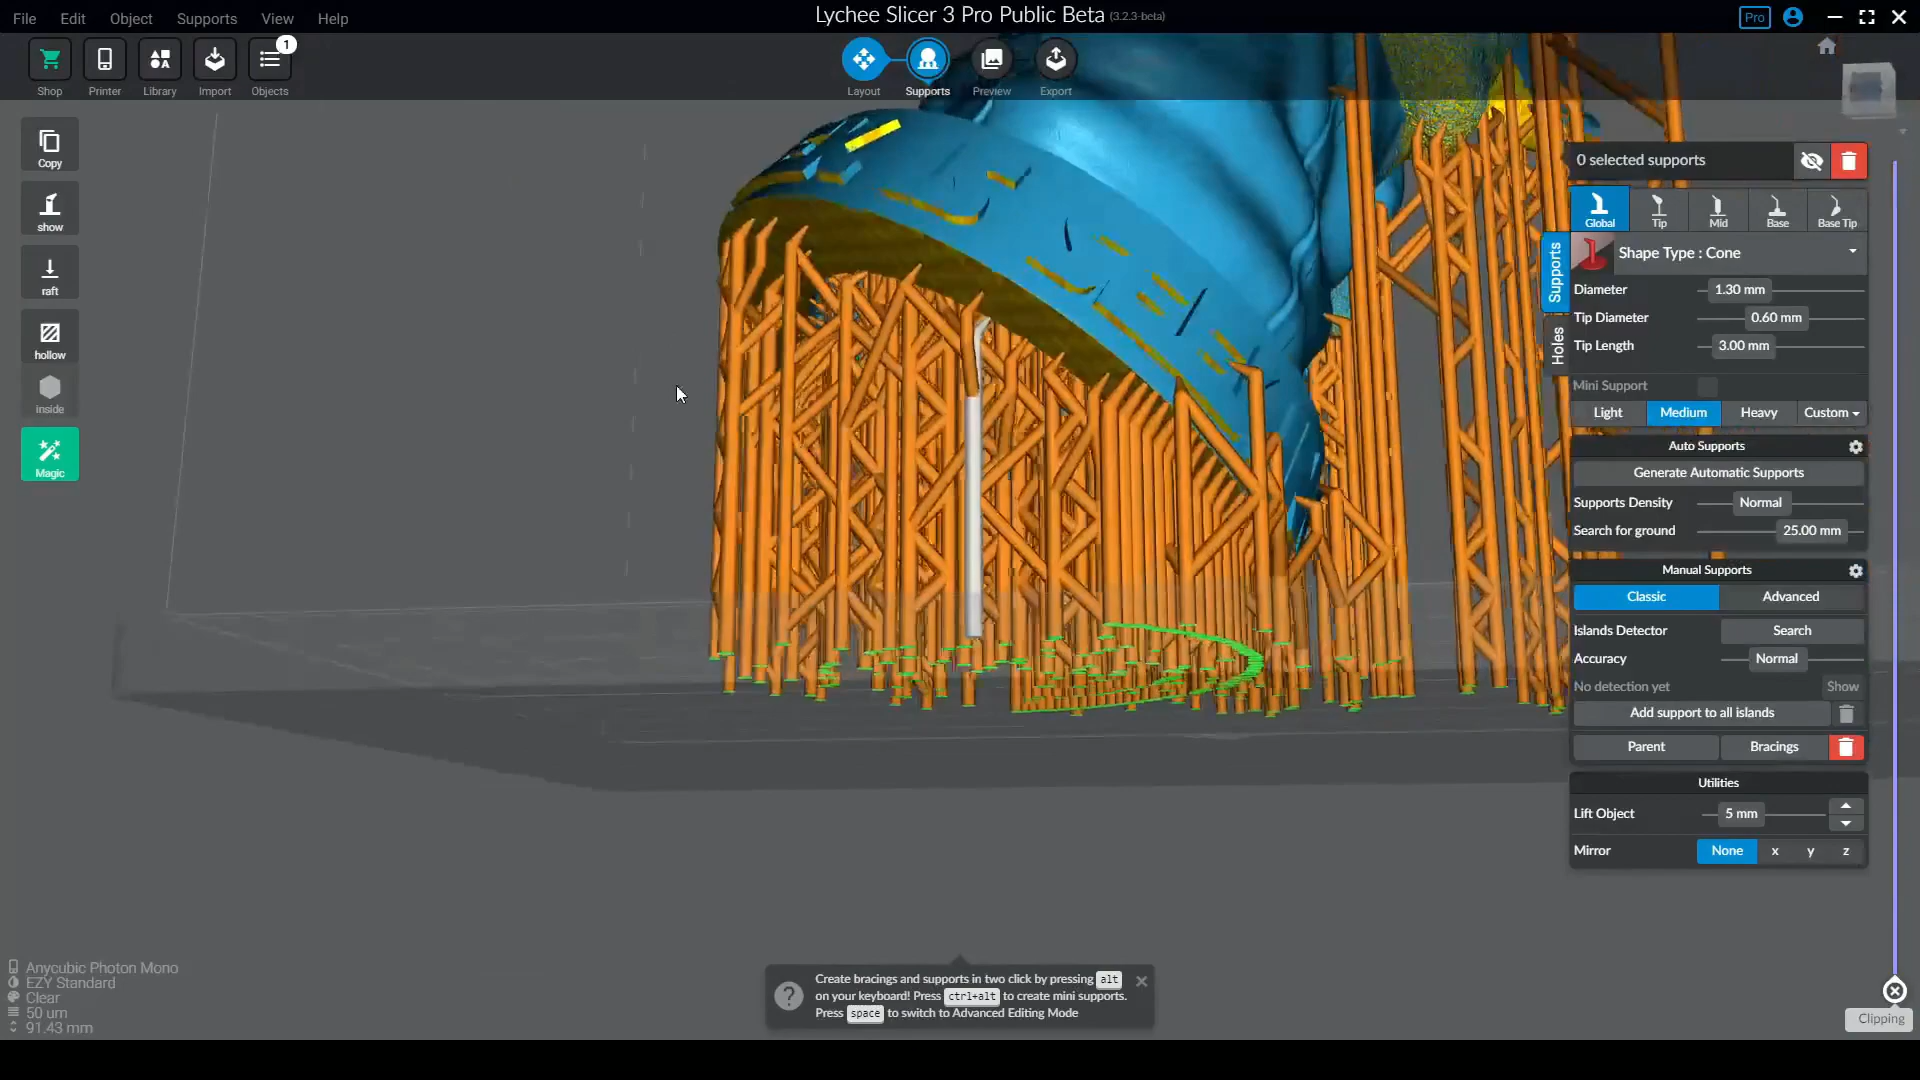 File Edit Object Supports View Help
Lychee Slicer 3 Pro Public Beta (3.2.3-beta)
Pro
1
Shop Printer Library Import Objects
Layout Supports Preview Export
Copy
show
raft
hollow
Inside
Magic
0 selected supports
Global Tip Mid Base Base Tip
Supports
Holes
Shape Type : Cone
Diameter 1.30 mm
Tip Diameter 0.60 mm
Tip Length 3.00 mm
Mini Support
Light Medium Heavy Custom
Auto Supports
Generate Automatic Supports
Supports Density Normal
Search for ground 25.00 mm
Manual Supports
Classic Advanced
Islands Detector Search
Accuracy Normal
No detection yet Show
Add support to all islands
Parent Bracings
Utilities
Lift Object 5 mm
Mirror None x y z
Anycubic Photon Mono
EZY Standard
Clear
50 um
91.43 mm
Create bracings and supports in two click by pressing alt
on your keyboard! Press ctrl+alt to create mini supports.
Press space to switch to Advanced Editing Mode
Clipping